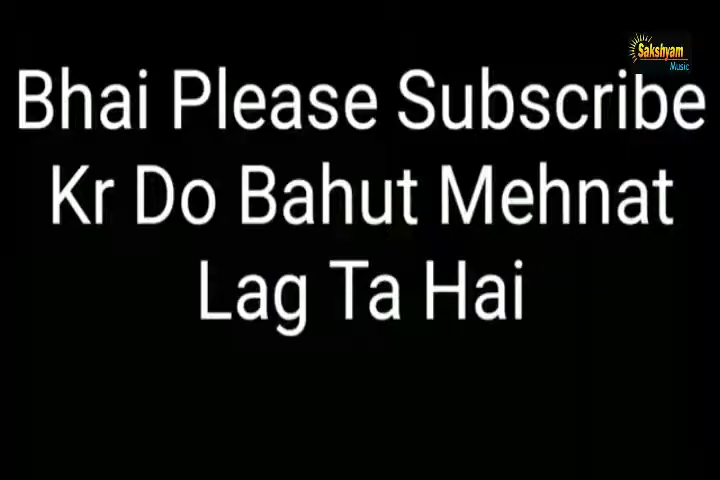 Sakshyam
Music
Bhai Please Subscribe
Kr Do Bahut Mehnat
Lag Ta Hai